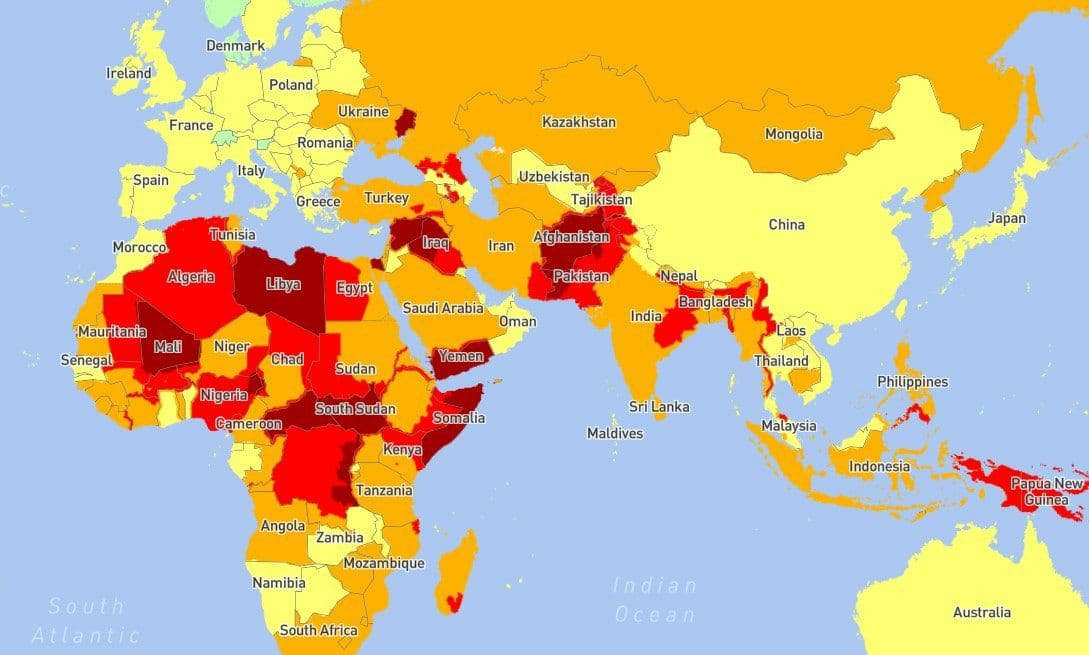 Denmark
Ireland
Poland
Ukraine
France
Kazakhstan
Mongolia
Romania
Italy
Spain
Uzbekistan
Greece
Turkey
Tajikistan
Japan
China
Tunisia
Morocco
Iraq
Iran
Afghanistan
Algeria
Libya
Egypt
Pakistan
Nepal
Saudi Arabia
Bangladesh
Oman
India
Mauritania
Mali
Niger
Laos
Senegal
Chad
Yemen
Thailand
Sudan
Philippines
Nigeria
South Sudan
Sri Lanka
Cameroon
Somalia
Malaysia
Maldives
Kenya
Indonesia
Tanzania
Papua New
Guinea
Angola
Zambia
Mozambique
Namibia
Indian
Ocean
South
Atlantic
Australia
South Africa